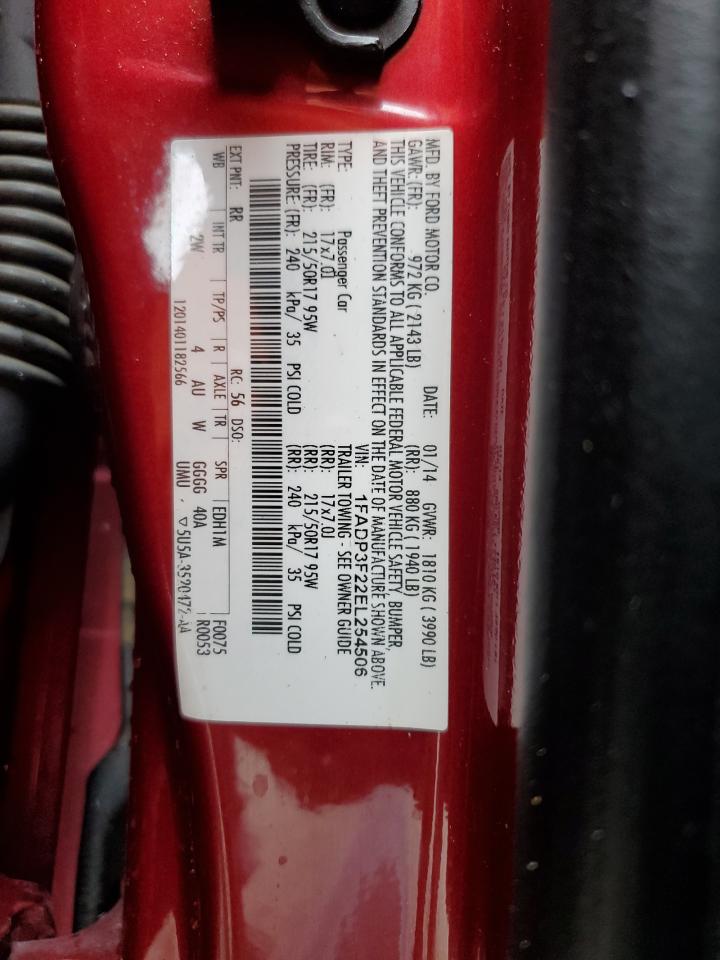 MFD. BY FORD MOTOR CO. DATE: 01/14 GVWR: 1810 KG ( 3990 LB)
GAWR: (FR): 972 KG ( 2143 LB) (RR): 880 KG ( 1940 LB)
THIS VEHICLE CONFORMS TO ALL APPLICABLE FEDERAL MOTOR VEHICLE SAFETY, BUMPER,
AND THEFT PREVENTION STANDARDS IN EFFECT ON THE DATE OF MANUFACTURE SHOWN ABOVE.
VIN: 1FADP3F22EL254506
TYPE: Passenger Car TRAILER TOWING - SEE OWNER GUIDE
RIM: (FR): 17x7.0J (RR): 17x7.0J
TIRE: (FR): 215/50R17 95W (RR): 215/50R17 95W
PRESSURE (FR): 240 kPa/ 35 PSI COLD (RR): 240 kPa/ 35 PSI COLD
EXT PNT: RR RC: 56 DSO:
WB INT TR TP/PS R AXLE TR SPR EDH1M F0075
2W 4 AU W GGGG 40A R0053
1201401182566 UMU